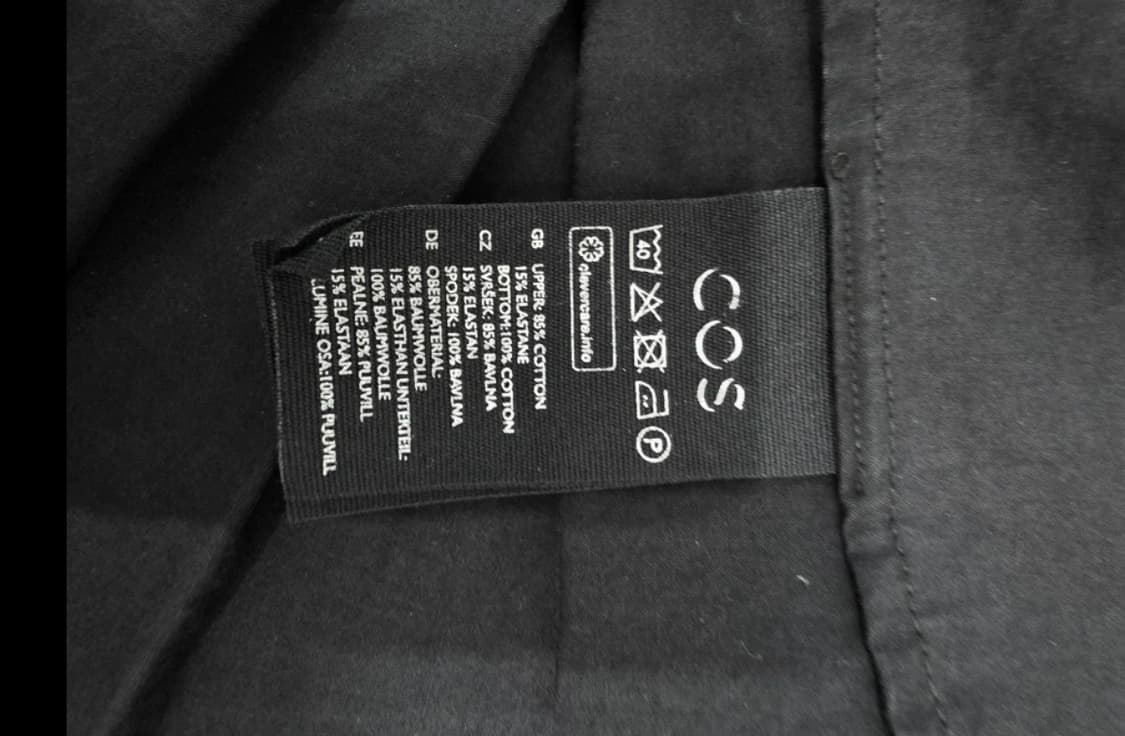 COS
40
P
clevercare.info
GB UPPER: 85% COTTON
15% ELASTANE
BOTTOM:100% COTTON
CZ SVRŠEK: 85% BAVLNA
15% ELASTAN
SPODEK: 100% BAVLNA
DE OBERMATERIAL:
85% BAUMWOLLE
15% ELASTHAN UNTERTEIL:
100% BAUMWOLLE
EE PEALNE: 85% PUUVILL
15% ELASTAAN
OSA:100% PUUVILL